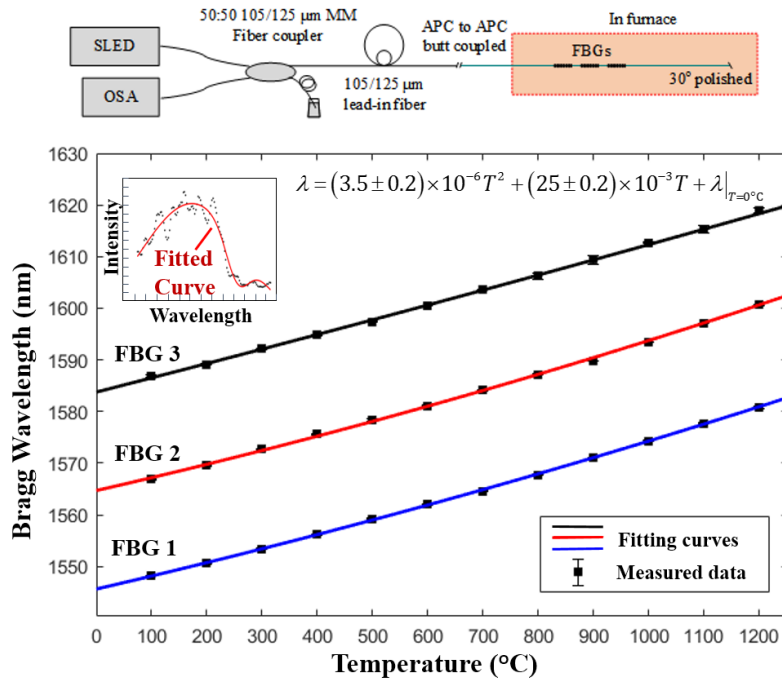 50:50 105/125 μm MM
Fiber coupler
SLED
OSA
105/125 μm
lead-in fiber
APC to APC
butt coupled
In furnace
FBGs
30° polished
1630
1620
1610
1600
1590
1580
1570
1560
1550
Bragg Wavelength (nm)
λ = (3.5 ± 0.2) × 10⁻⁶T² + (25 ± 0.2) × 10⁻³T + λ|T=0°C
Intensity
Fitted
Curve
Wavelength
FBG 3
FBG 2
FBG 1
Fitting curves
Measured data
0 100 200 300 400 500 600 700 800 900 1000 1100 1200
Temperature (°C)